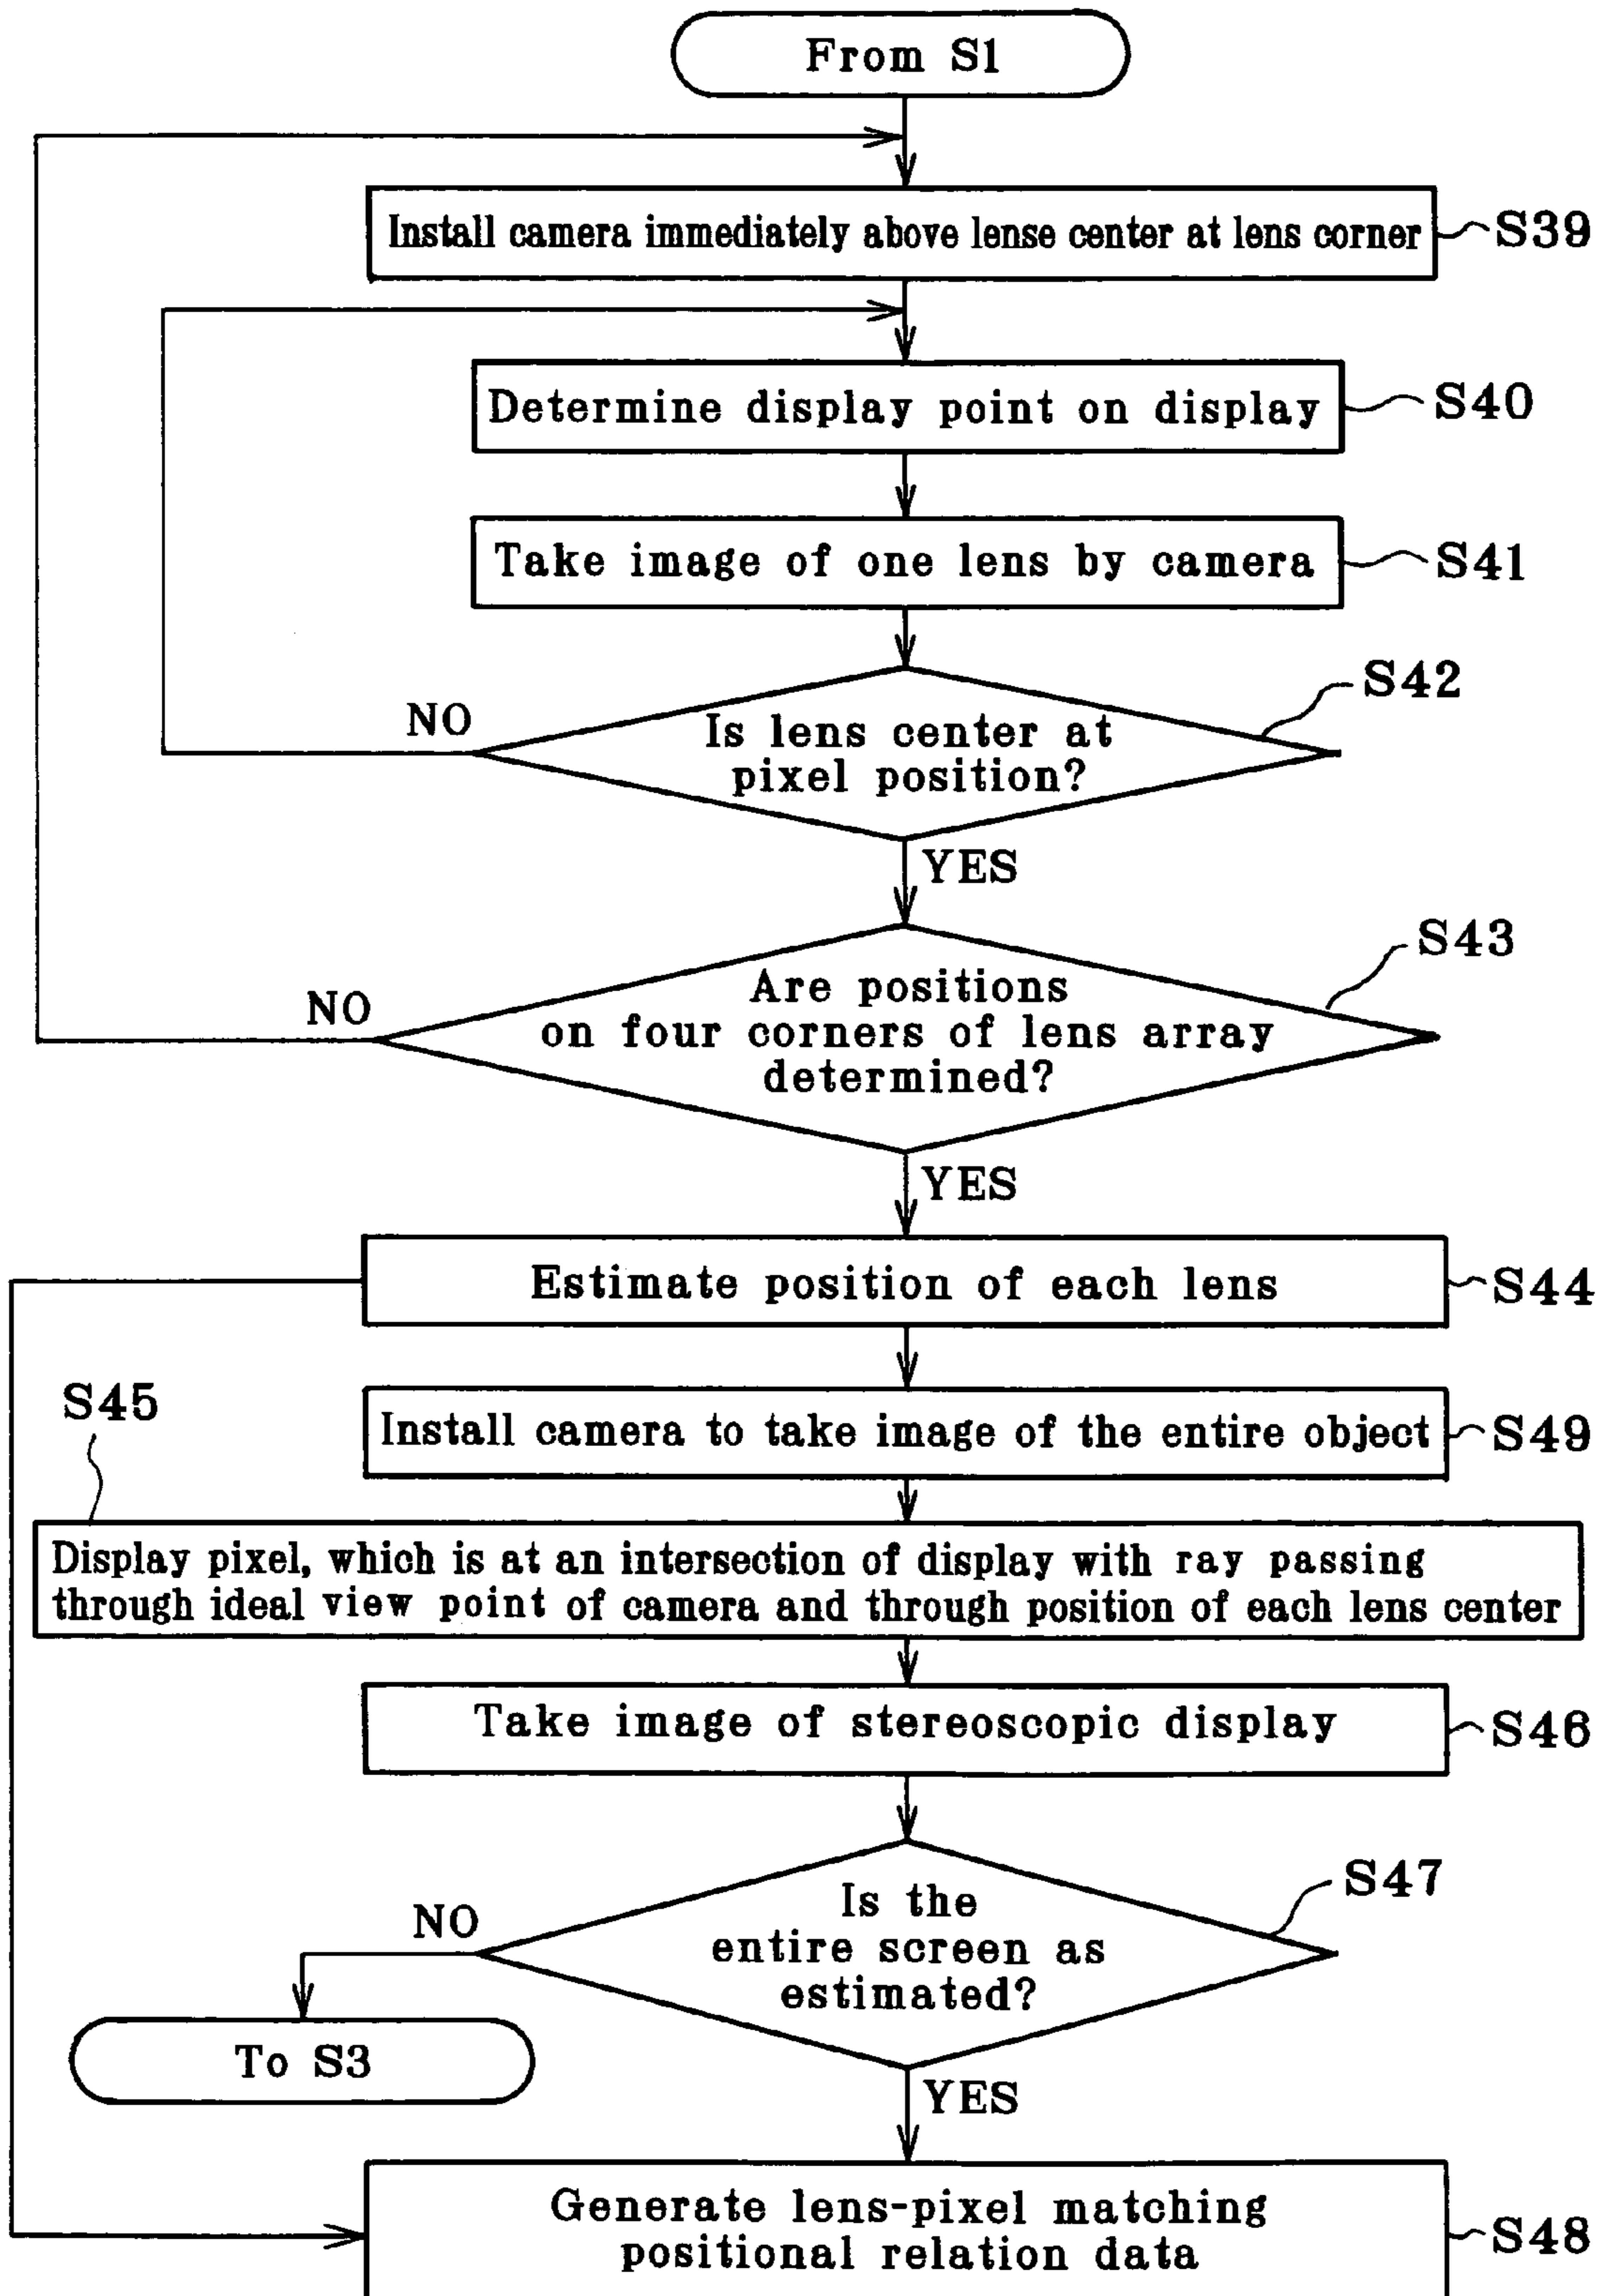 From S1
Install camera immediately above lense center at lens corner
S39
Determine display point on display
S40
Take image of one lens by camera
S41
S42
NO
Is lens center at
pixel position?
YES
S43
NO
Are positions
on four corners of lens array
determined?
YES
Estimate position of each lens
S44
S45
Install camera to take image of the entire object
S49
Display pixel, which is at an intersection of display with ray passing
through ideal view point of camera and through position of each lens center
Take image of stereoscopic display
S46
S47
NO
Is the
entire screen as
estimated?
To S3
YES
Generate lens-pixel matching
positional relation data
S48